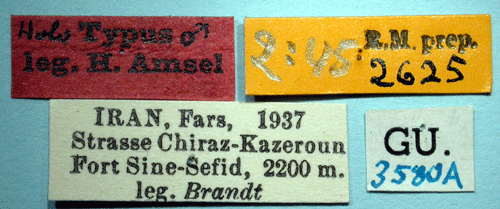 Holo Typus ♂
leg. H. Amsel
2:45
R.M. prep.
2625
IRAN, Fars, 1937
Strasse Chiraz-Kazeroun
Fort Sine-Sefid, 2200 m.
leg. Brandt
GU.
3580A